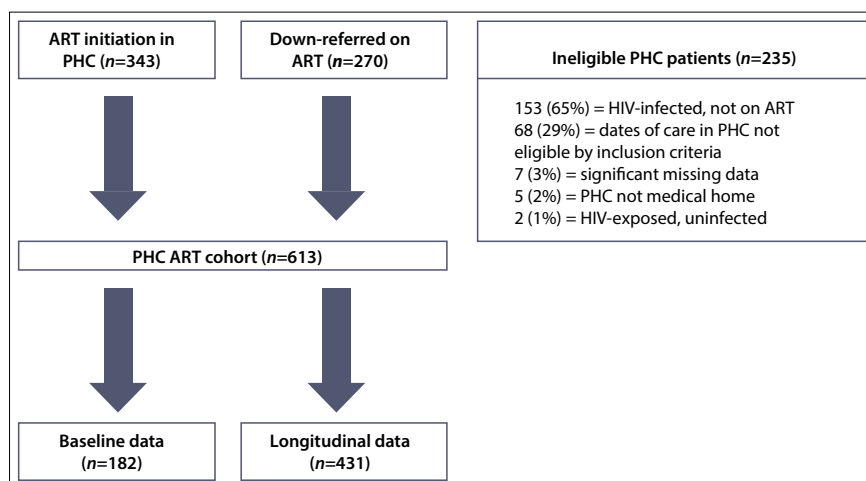 ART initiation in
PHC (n=343)
Down-referred on
ART (n=270)
Ineligible PHC patients (n=235)
153 (65%) = HIV-infected, not on ART
68 (29%) = dates of care in PHC not
eligible by inclusion criteria
7 (3%) = significant missing data
5 (2%) = PHC not medical home
2 (1%) = HIV-exposed, uninfected
PHC ART cohort (n=613)
Baseline data
(n=182)
Longitudinal data
(n=431)